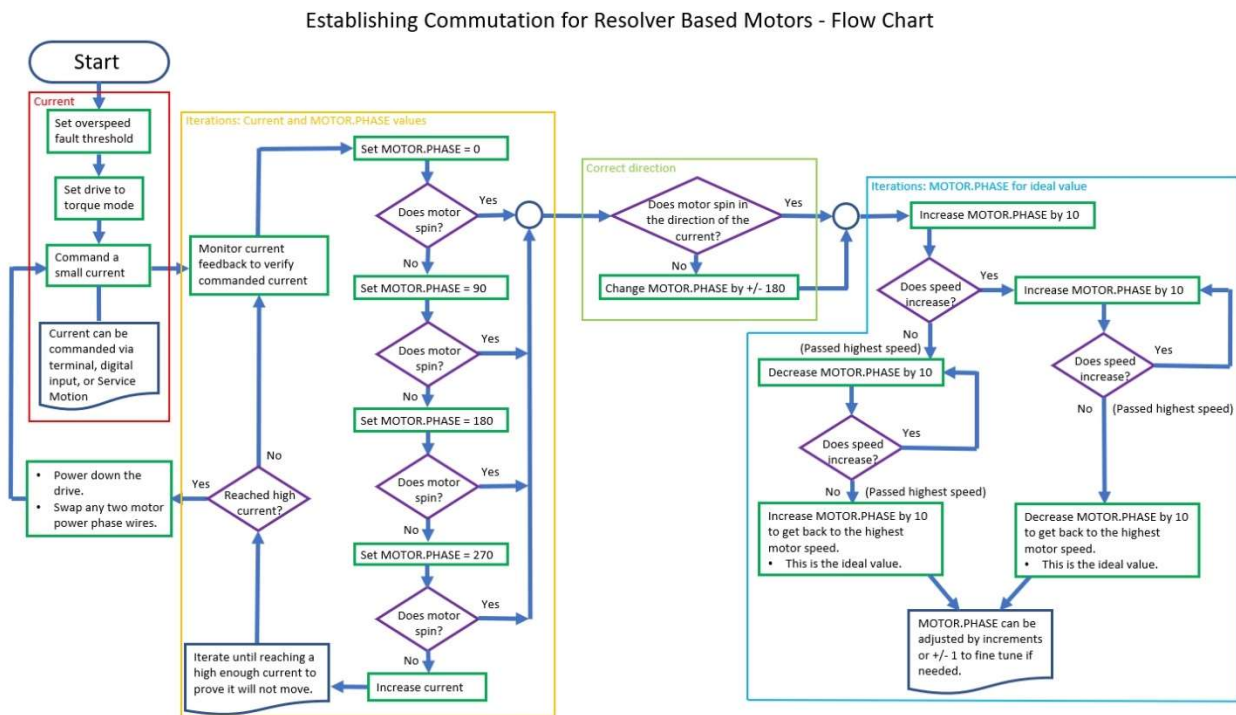 Establishing Commutation for Resolver Based Motors - Flow Chart
Start
Current
Set overspeed
fault threshold
Set drive to
torque mode
Command a
small current
Current can be
commanded via
terminal, digital
input, or Service
Motion
• Power down the
drive.
• Swap any two motor
power phase wires.
Iterations: Current and MOTOR.PHASE values
Monitor current
feedback to verify
commanded current
No
Yes
Reached high
current?
Iterate until reaching a
high enough current to
prove it will not move.
Set MOTOR.PHASE = 0
Does motor
spin?
Yes
No
Set MOTOR.PHASE = 90
Does motor
spin?
Yes
No
Set MOTOR.PHASE = 180
Does motor
spin?
Yes
No
Set MOTOR.PHASE = 270
Does motor
spin?
Yes
No
Increase current
Correct direction
Does motor spin in
the direction of the
current?
Yes
No
Change MOTOR.PHASE by +/- 180
Iterations: MOTOR.PHASE for ideal value
Increase MOTOR.PHASE by 10
Does speed
increase?
Yes
No
(Passed highest speed)
Decrease MOTOR.PHASE by 10
Does speed
increase?
Yes
No (Passed highest speed)
Increase MOTOR.PHASE by 10
to get back to the highest
motor speed.
• This is the ideal value.
Increase MOTOR.PHASE by 10
Does speed
increase?
Yes
No (Passed highest speed)
Decrease MOTOR.PHASE by 10
to get back to the highest
motor speed.
• This is the ideal value.
MOTOR.PHASE can be
adjusted by increments
or +/- 1 to fine tune if
needed.